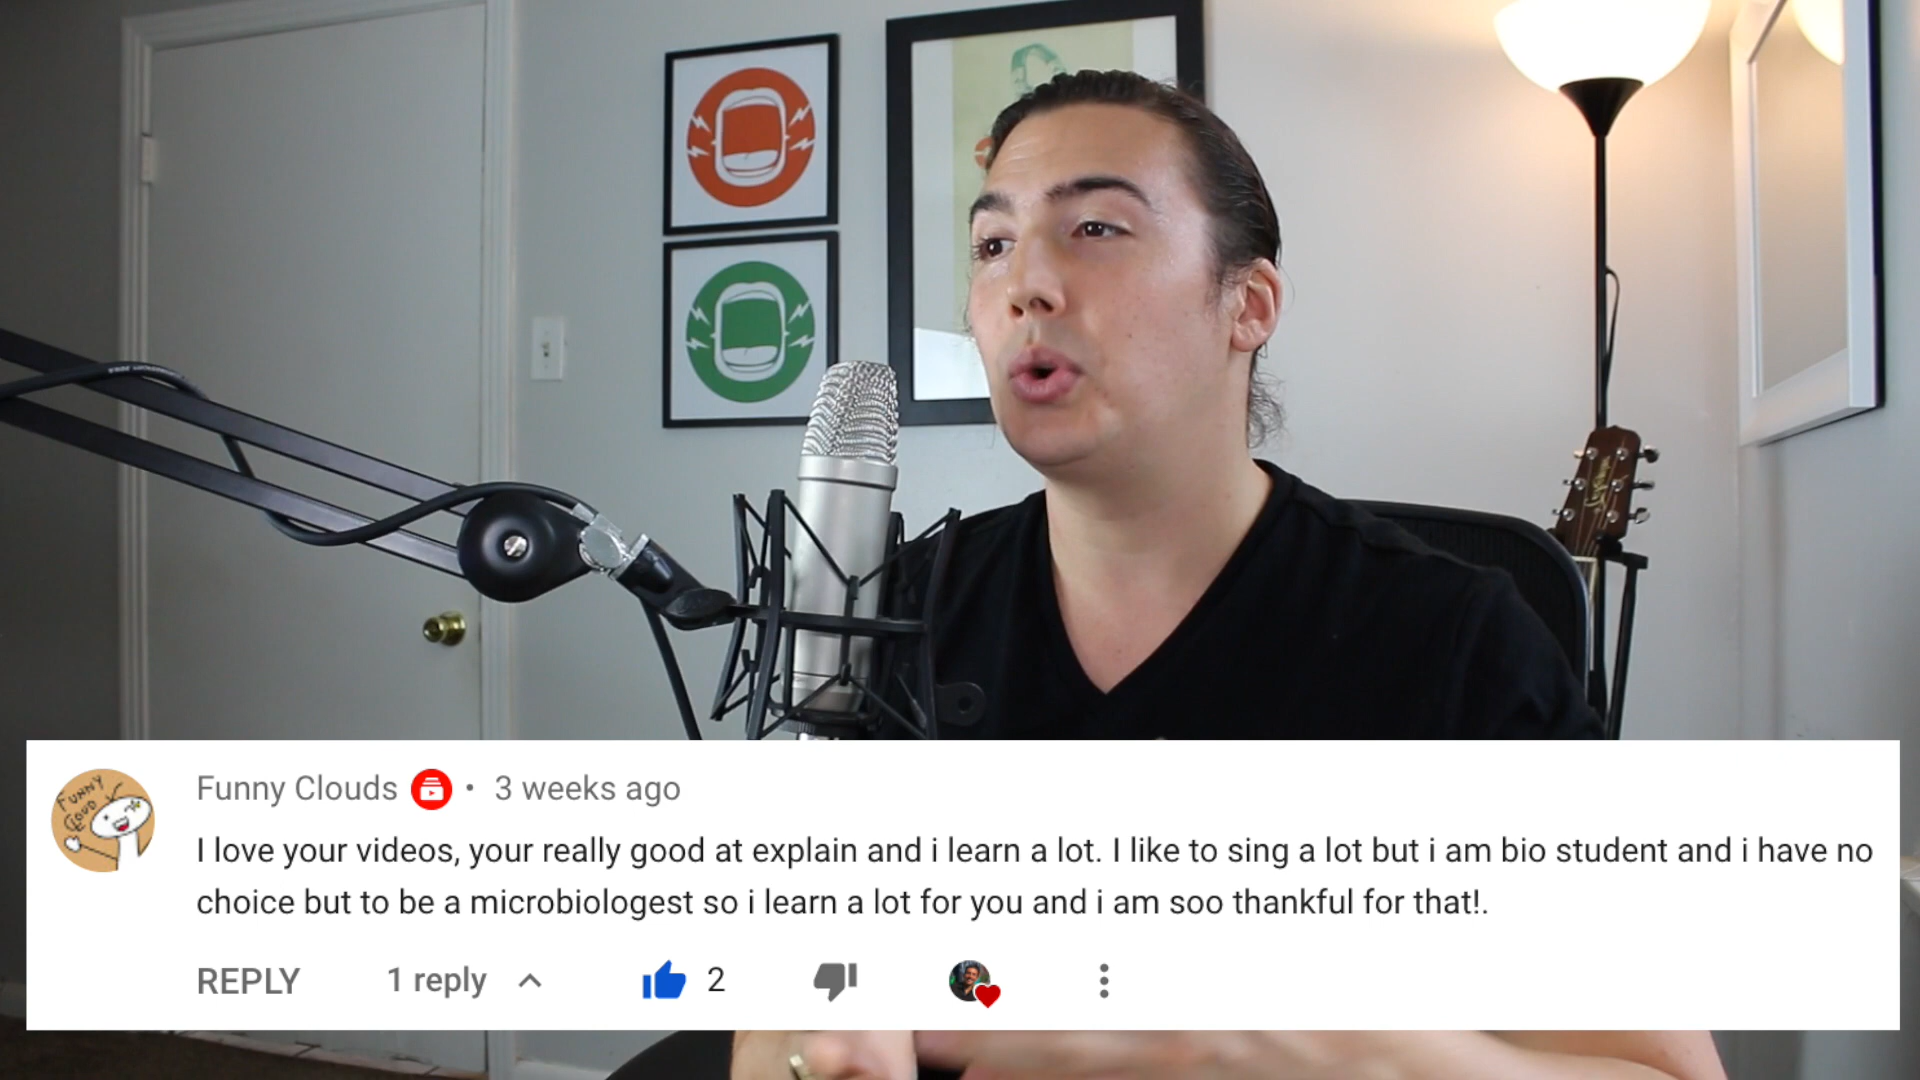 FUNNY
CLOUD
Funny Clouds • 3 weeks ago
I love your videos, your really good at explain and i learn a lot. I like to sing a lot but i am bio student and i have no
choice but to be a microbiologest so i learn a lot for you and i am soo thankful for that!.
REPLY 1 reply 2